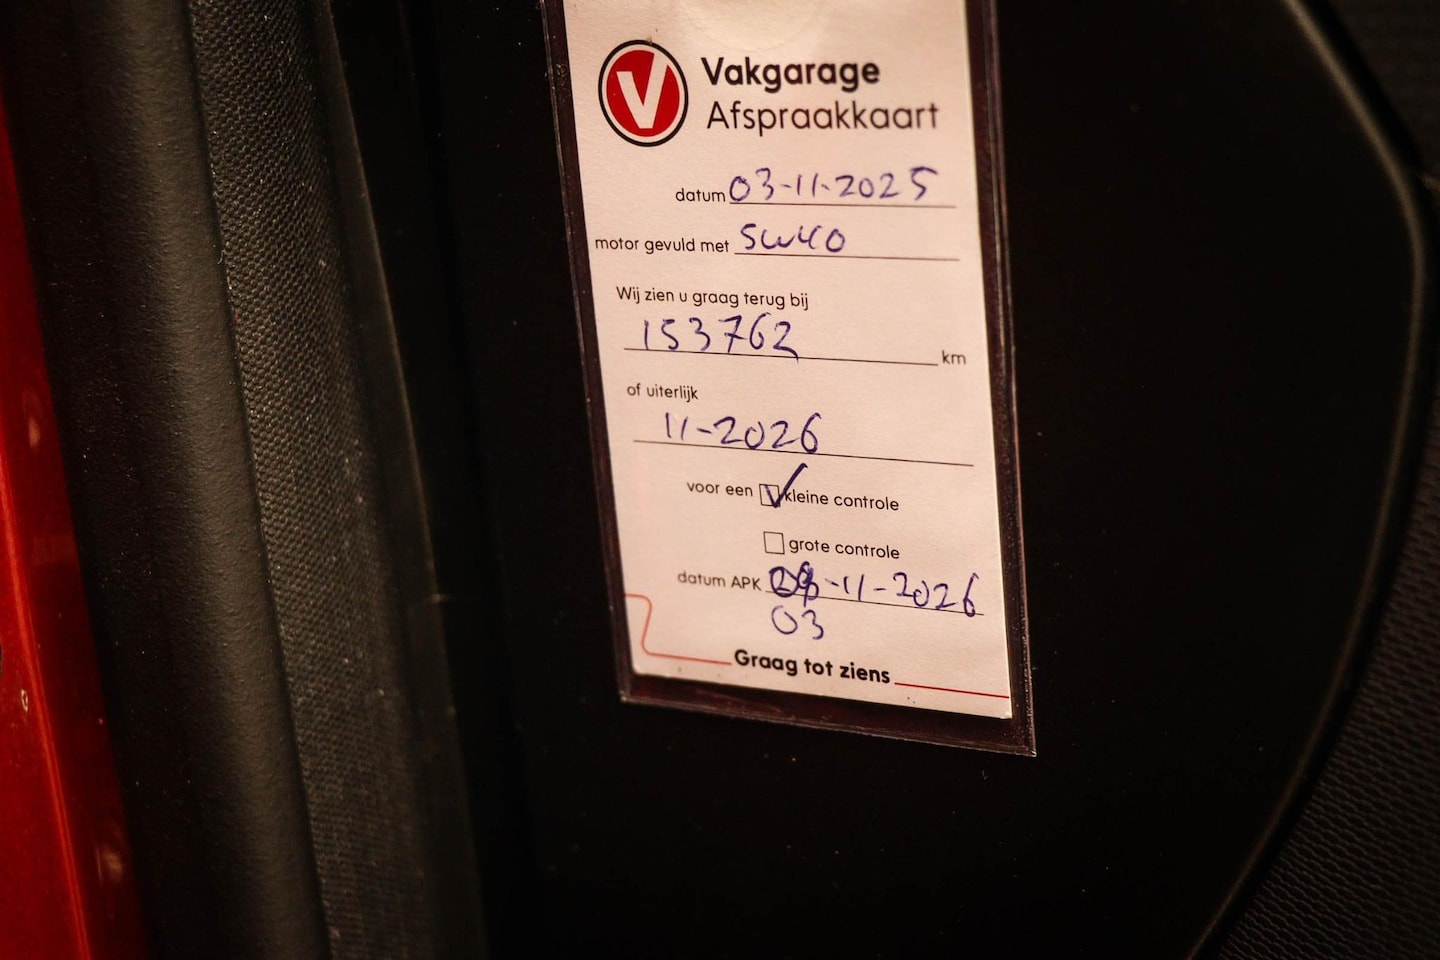 V
Vakgarage
Afspraakkaart
datum 03-11-2025
motor gevuld met 5W40
Wij zien u graag terug bij
153762 km
of uiterlijk
11-2026
voor een kleine controle
grote controle
datum APK -11-2026
03
Graag tot ziens